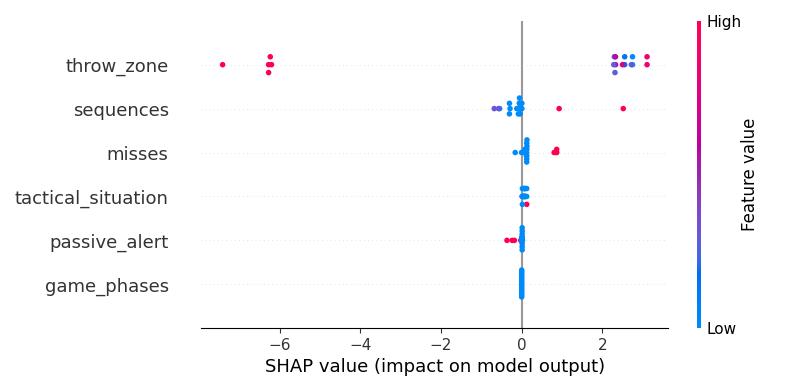 High
throw_zone
sequences
misses
tactical_situation
passive_alert
game_phases
Feature value
Low
−6 −4 −2 0 2
SHAP value (impact on model output)